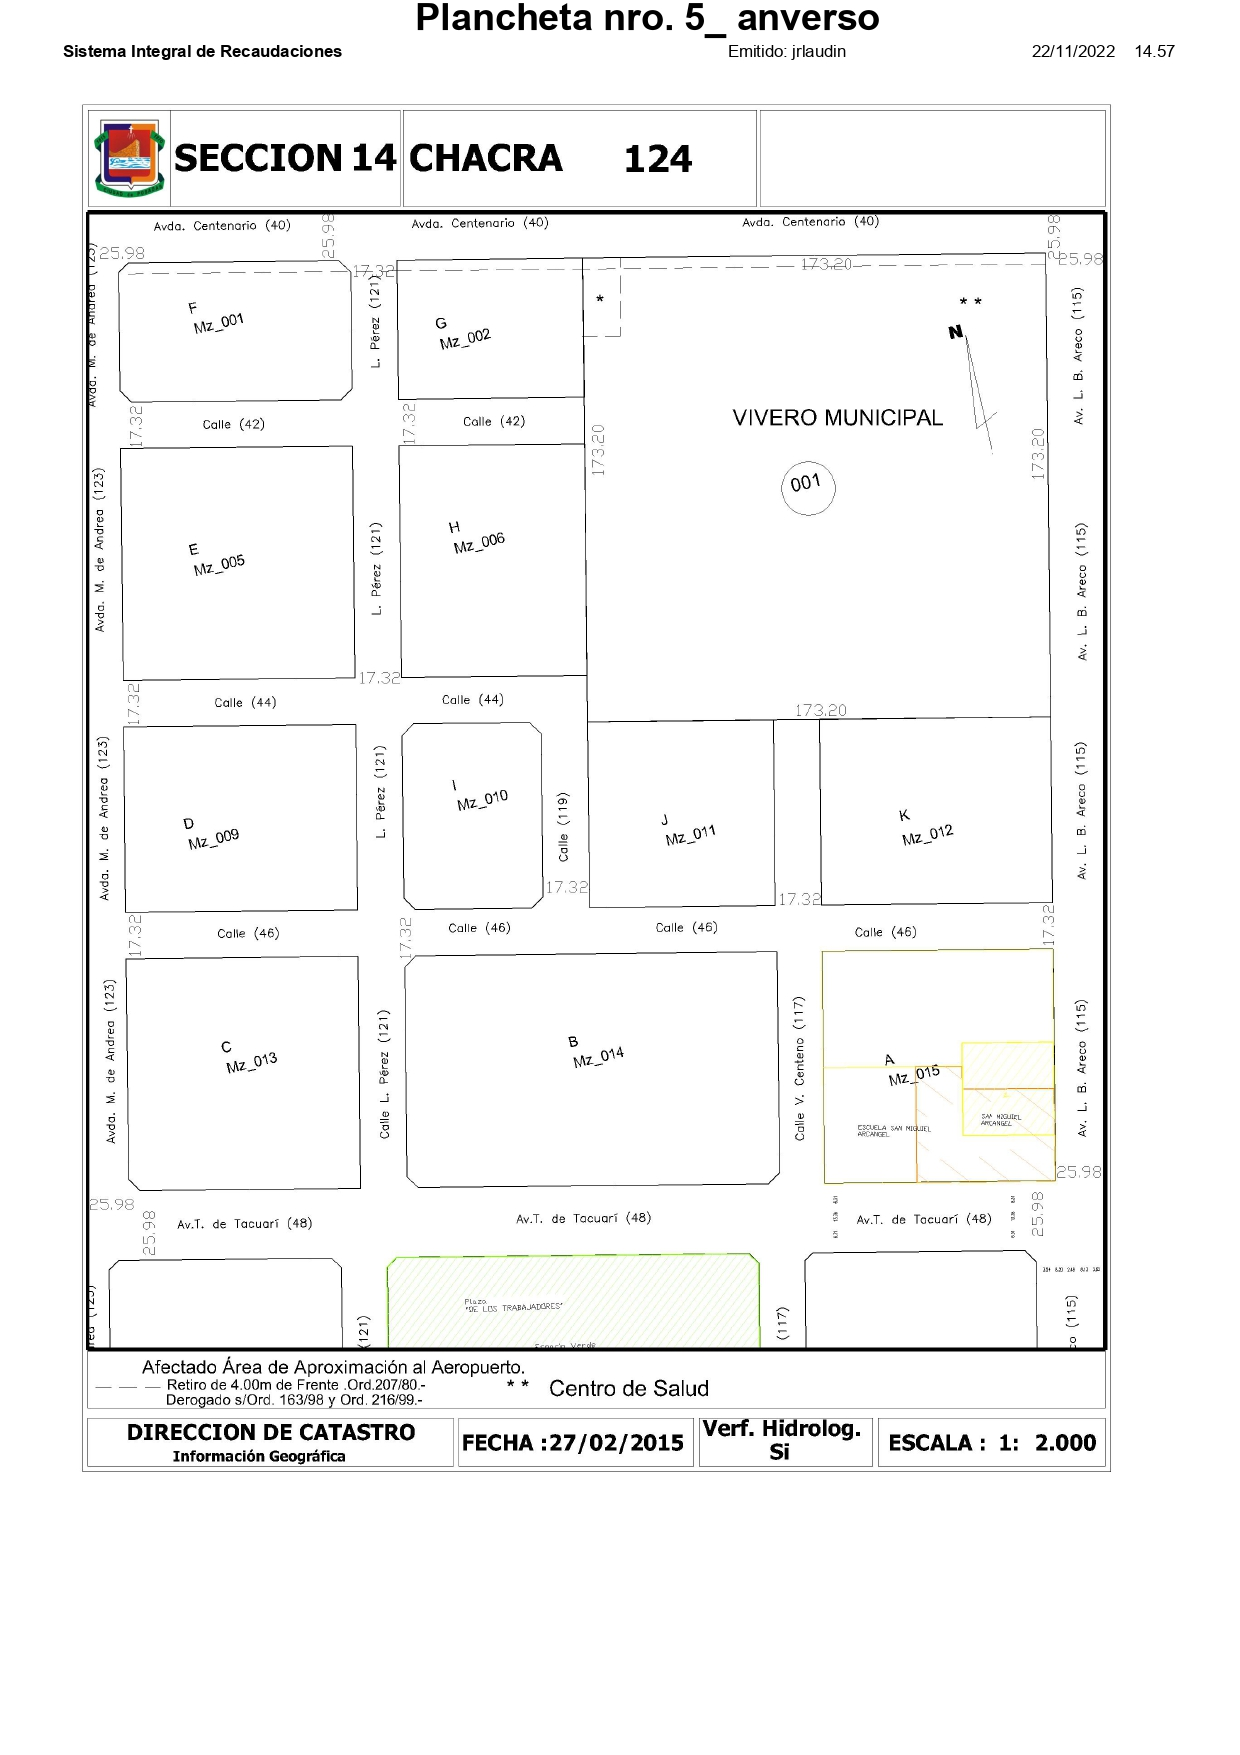 Plancheta nro. 5_ anverso
Sistema Integral de Recaudaciones
Emitido: jrlaudin
22/11/2022 14.57
SECCION 14
CHACRA 124
Avda. Centenario (40)
Avda. Centenario (40)
Avda. Centenario (40)
25.98
25.98
17.32
173.20
25.98
25.98
Avda. M. de Andrea (123)
F
Mz_001
L. Pérez (121)
G
Mz_002
*
* *
N
Av. L. B. Areco (115)
17.32
Calle (42)
17.32
Calle (42)
173.20
VIVERO MUNICIPAL
001
173.20
Avda. M. de Andrea (123)
E
Mz_005
L. Pérez (121)
H
Mz_006
Av. L. B. Areco (115)
17.32
Calle (44)
17.32
Calle (44)
173.20
Avda. M. de Andrea (123)
D
Mz_009
L. Pérez (121)
I
Mz_010
Calle (119)
J
Mz_011
K
Mz_012
Av. L. B. Areco (115)
17.32
17.32
17.32
Calle (46)
17.32
Calle (46)
Calle (46)
Calle (46)
17.32
Avda. M. de Andrea (123)
C
Mz_013
Calle L. Pérez (121)
B
Mz_014
Calle V. Centeno (117)
A
Mz_015
ESCUELA SAN MIGUEL
ARCANGEL
SAN MIGUEL
ARCANGEL
Av. L. B. Areco (115)
25.98
25.98
25.98
Av.T. de Tacuarí (48)
Av.T. de Tacuarí (48)
Av.T. de Tacuarí (48)
25.98
Plaza
"DE LOS TRABAJADORES"
Espacio Verde
(121)
(117)
(115)
Afectado Área de Aproximación al Aeropuerto.
Retiro de 4.00m de Frente .Ord.207/80.-
Derogado s/Ord. 163/98 y Ord. 216/99.-
* * Centro de Salud
DIRECCION DE CATASTRO
Información Geográfica
FECHA :27/02/2015
Verf. Hidrolog.
Si
ESCALA : 1: 2.000